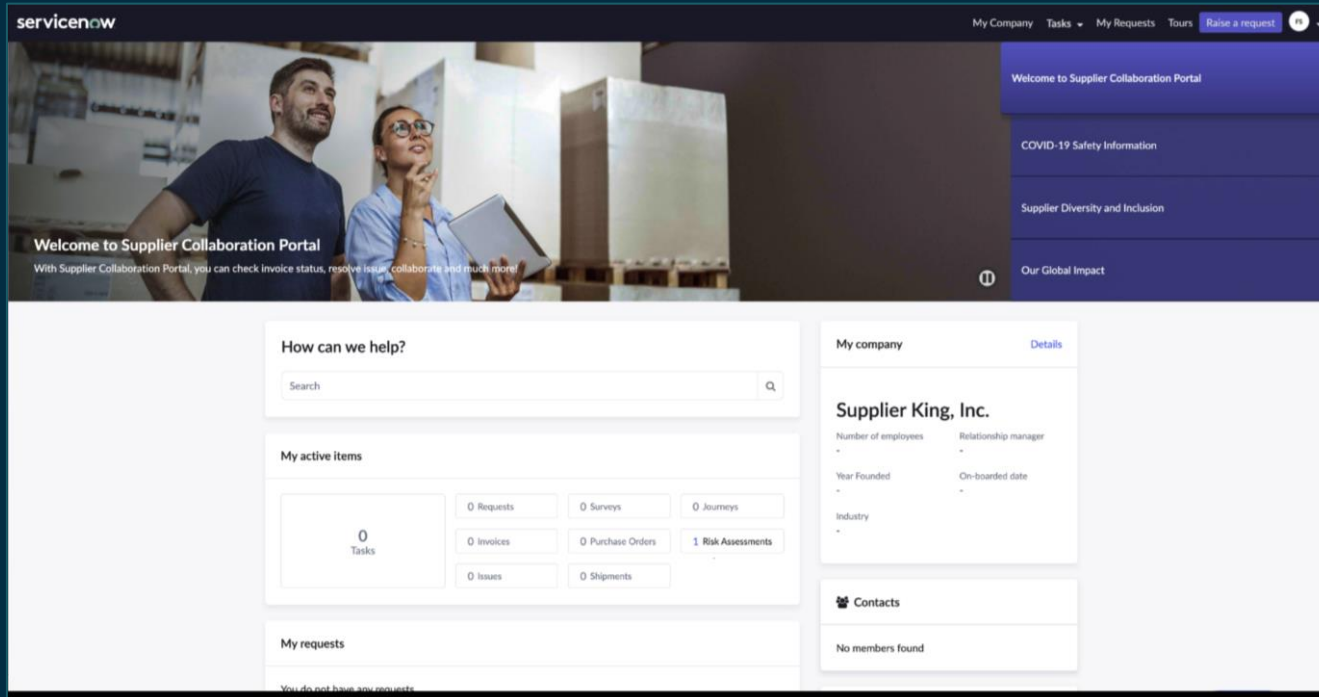 servicenow
My Company Tasks My Requests Tours Raise a request FS
Welcome to Supplier Collaboration Portal
With Supplier Collaboration Portal, you can check invoice status, resolve issue, collaborate and much more!
Welcome to Supplier Collaboration Portal
COVID-19 Safety Information
Supplier Diversity and Inclusion
Our Global Impact
How can we help?
Search
My active items
0
Tasks
0 Requests
0 Surveys
0 Journeys
0 Invoices
0 Purchase Orders
1 Risk Assessments
0 Issues
0 Shipments
My requests
You do not have any requests
My company
Details
Supplier King, Inc.
Number of employees
-
Relationship manager
-
Year Founded
-
On-boarded date
-
Industry
-
Contacts
No members found